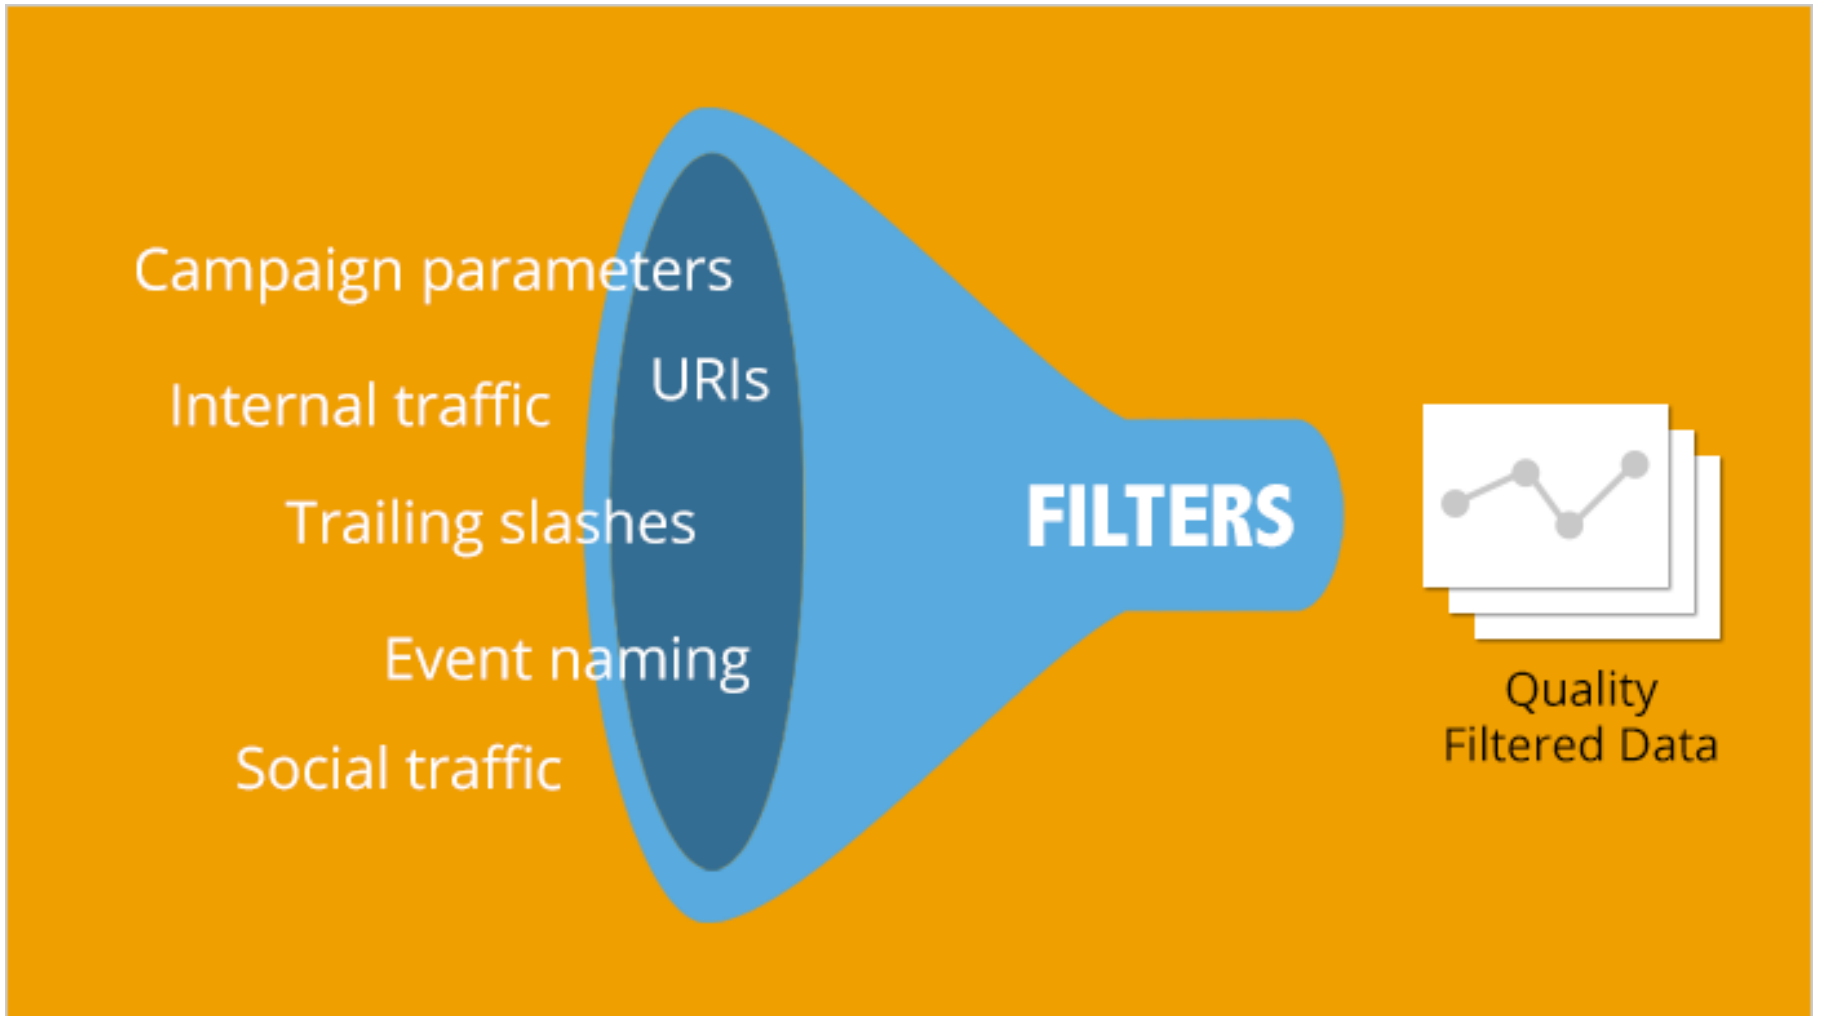 Campaign parameters
URIs
Internal traffic
Trailing slashes
Event naming
Social traffic
FILTERS
Quality
Filtered Data